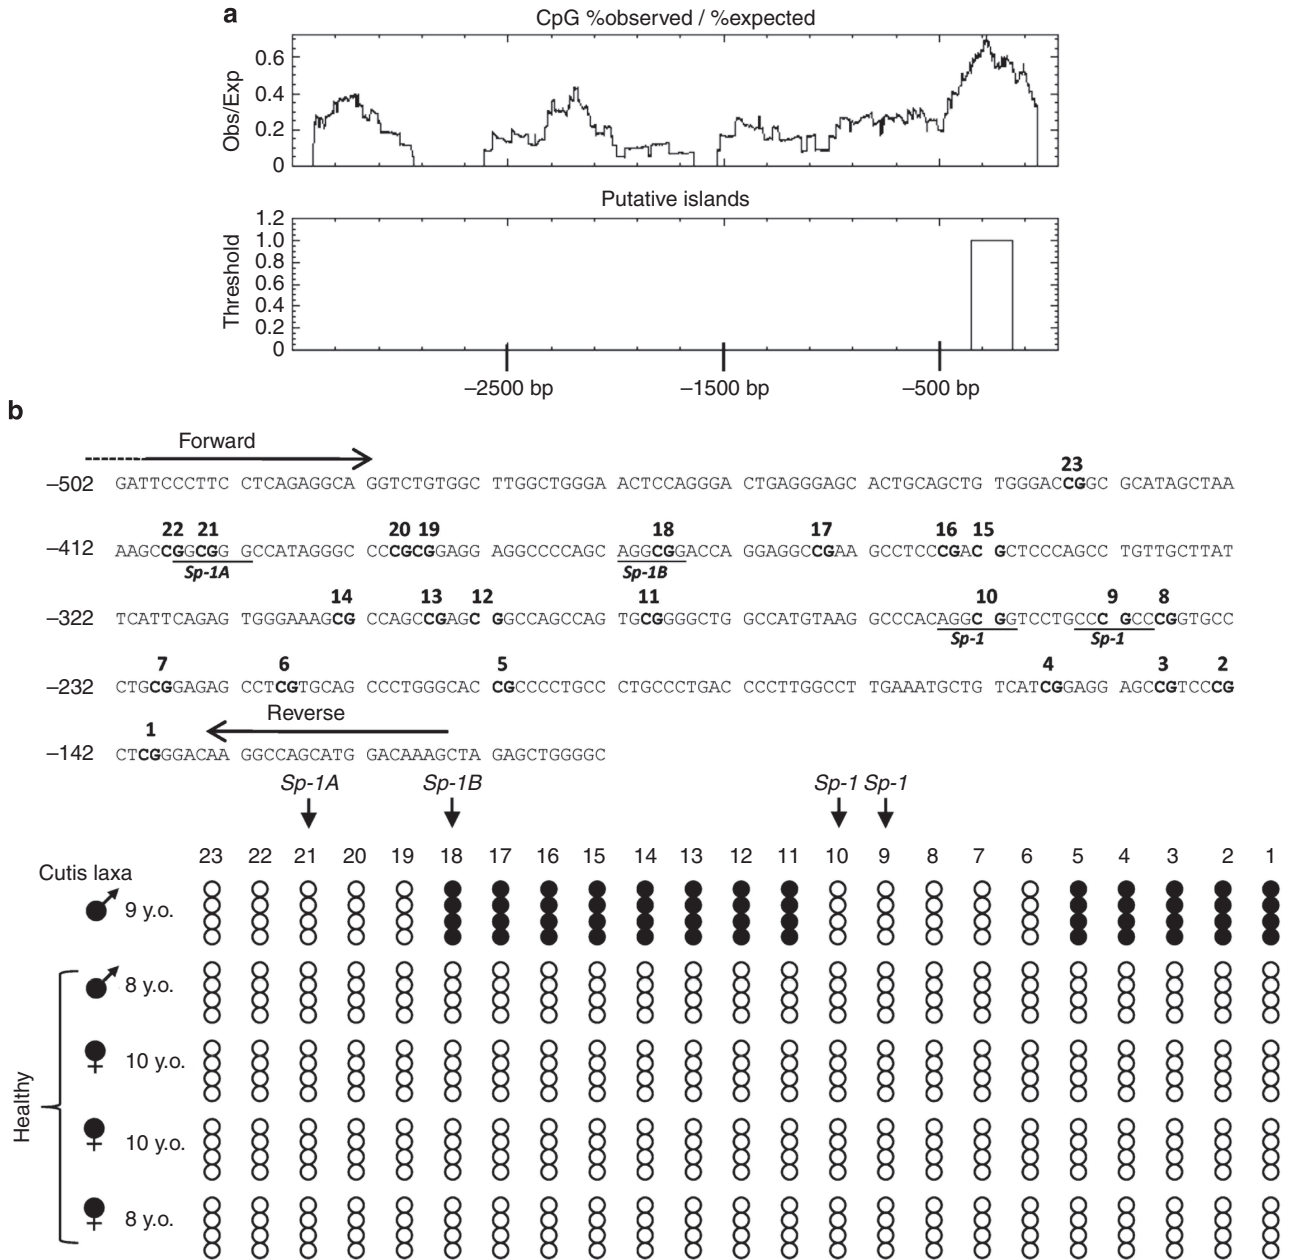 a
CpG %observed / %expected
Obs/Exp
0.6
0.4
0.2
0
Putative islands
Threshold
1.2
1.0
0.8
0.6
0.4
0.2
0
–2500 bp –1500 bp –500 bp
b
Forward
23
–502 GATTCCCTTC CTCAGAGGCA GGTCTGTGGC TTGGCTGGGA ACTCCAGGGA CTGAGGGAGC ACTGCAGCTG TGGGACCGGC GCATAGCTAA
22 21 20 19 18 17 16 15
–412 AAGCCGGCGG GCCATAGGGC CCCGCGGAGG AGGCCCCAGC AGGCGGACCA GGAGGCCGAA GCCTCCCGAC GCTCCCAGCC TGTTGCTTAT
Sp-1A Sp-1B
14 13 12 11 10 9 8
–322 TCATTCAGAG TGGGAAAGCG CCAGCCGAGC GGCCAGCCAG TGCGGGGCTG GCCATGTAAG GCCCACAGGC GGTCCTGCCC GCCCGGTGCC
Sp-1 Sp-1
7 6 5 4 3 2
–232 CTGCGGAGAG CCTCGTGCAG CCCTGGGCAC CGCCCCTGCC CTGCCCTGAC CCCTTGGCCT TGAAATGCTG TCATCGGAGG AGCCGTCCCG
1 Reverse
–142 CTCGGGACAA GGCCAGCATG GACAAAGCTA GAGCTGGGGC
Sp-1A Sp-1B Sp-1 Sp-1
23 22 21 20 19 18 17 16 15 14 13 12 11 10 9 8 7 6 5 4 3 2 1
Cutis laxa
9 y.o.
Healthy
8 y.o.
10 y.o.
10 y.o.
8 y.o.